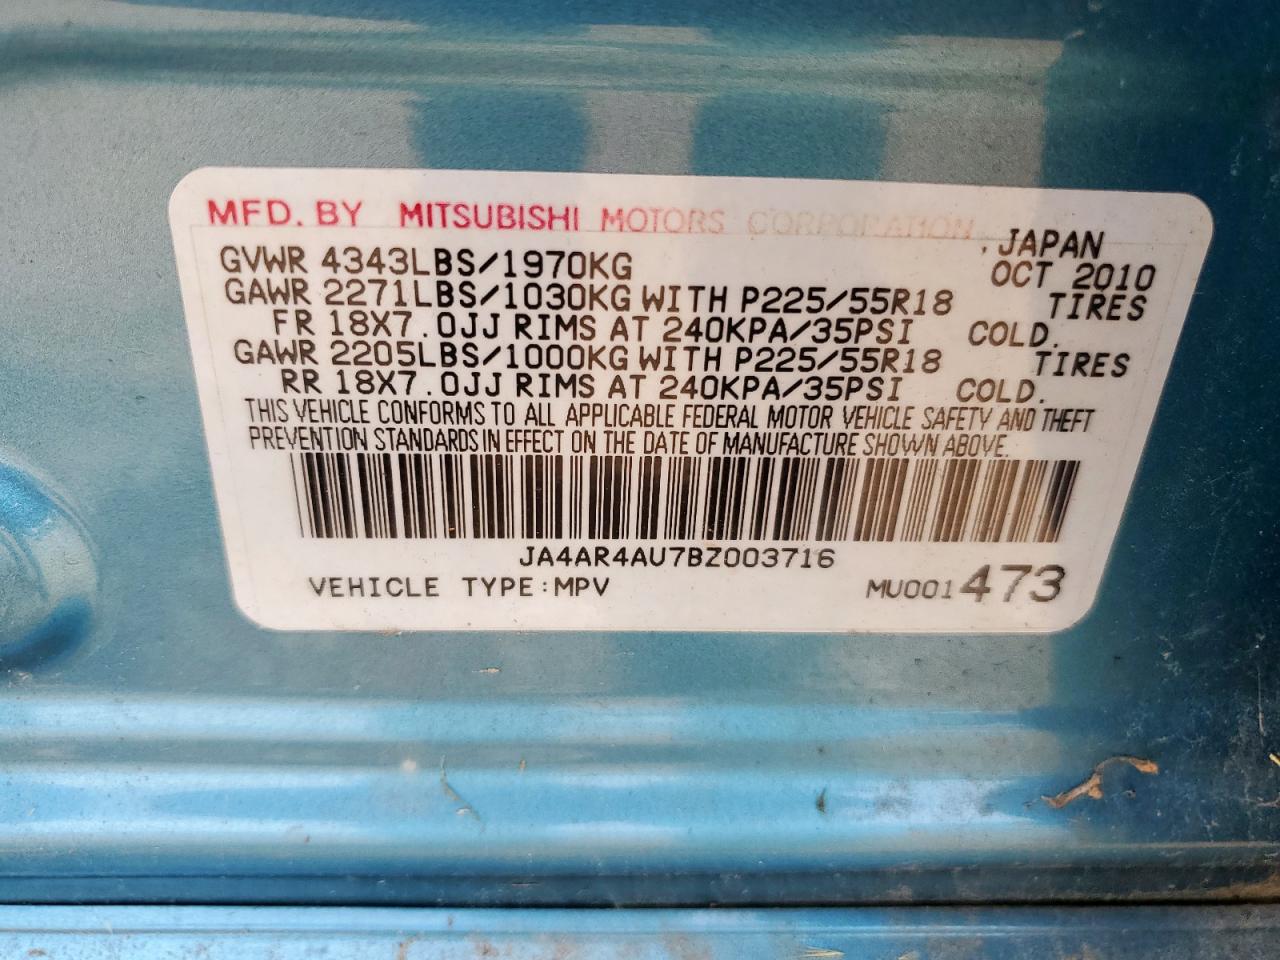 MFD. BY MITSUBISHI MOTORS CORPORATION, JAPAN
GVWR 4343LBS/1970KG OCT 2010
GAWR 2271LBS/1030KG WITH P225/55R18 TIRES
FR 18X7.0JJ RIMS AT 240KPA/35PSI COLD.
GAWR 2205LBS/1000KG WITH P225/55R18 TIRES
RR 18X7.0JJ RIMS AT 240KPA/35PSI COLD.
THIS VEHICLE CONFORMS TO ALL APPLICABLE FEDERAL MOTOR VEHICLE SAFETY AND THEFT
PREVENTION STANDARDS IN EFFECT ON THE DATE OF MANUFACTURE SHOWN ABOVE.
JA4AR4AU7BZ003716
VEHICLE TYPE:MPV MU001473